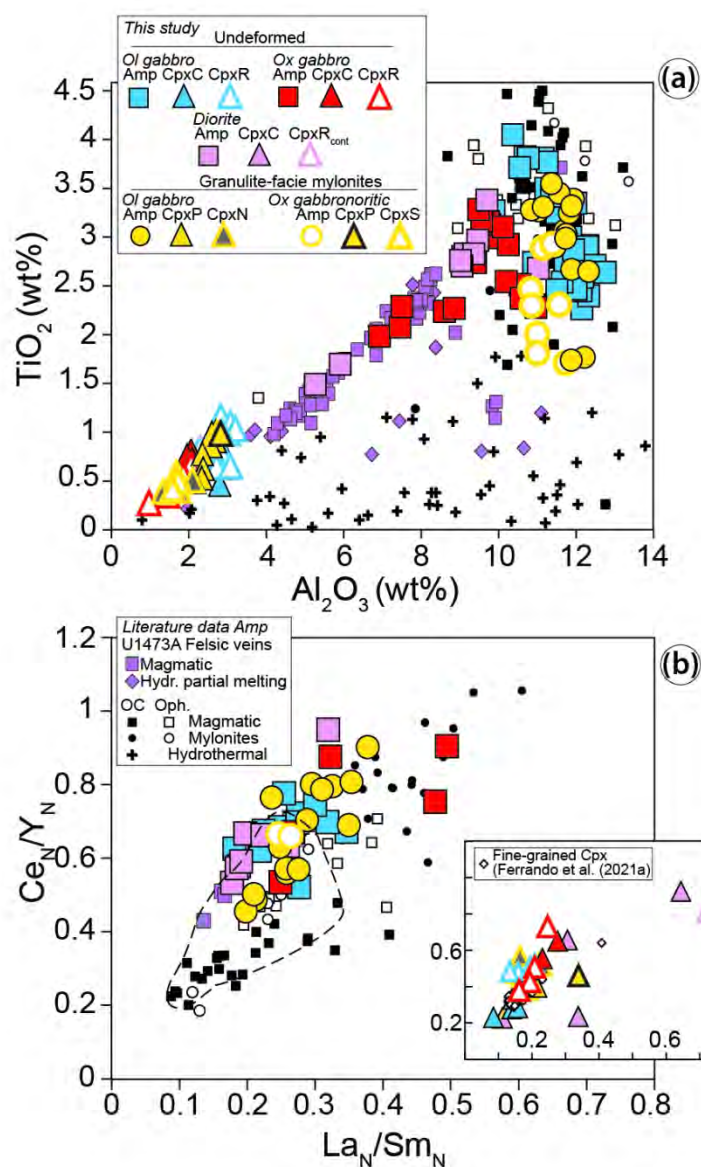 This study
Undeformed
Ol gabbro Ox gabbro
Amp CpxC CpxR Amp CpxC CpxR
Diorite
Amp CpxC CpxRcont
Granulite-facie mylonites
Ol gabbro Ox gabbronoritic
Amp CpxP CpxN Amp CpxP CpxS
(a)
4.5
4
3.5
3
2.5
2
1.5
1
0.5
0
TiO2 (wt%)
0 2 4 6 8 10 12 14
Al2O3 (wt%)
(b)
Literature data Amp
U1473A Felsic veins
Magmatic
Hydr. partial melting
OC Oph.
Magmatic
Mylonites
Hydrothermal
1.2
1
0.8
0.6
0.4
0.2
0
CeN/YN
Fine-grained Cpx
(Ferrando et al. (2021a)
0.6
0.2
0.2 0.6
0 0.1 0.2 0.3 0.4 0.5 0.6 0.7 0.8
LaN/SmN